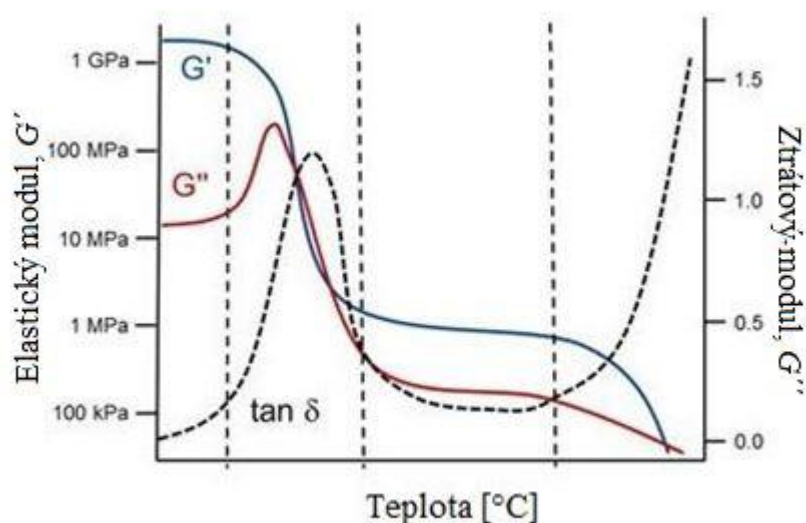 Elastický modul, G´
1 GPa
100 MPa
10 MPa
1 MPa
100 kPa
G'
G"
tan δ
1.5
1.0
0.5
0.0
Ztrátový-modul, G´´
Teplota [°C]